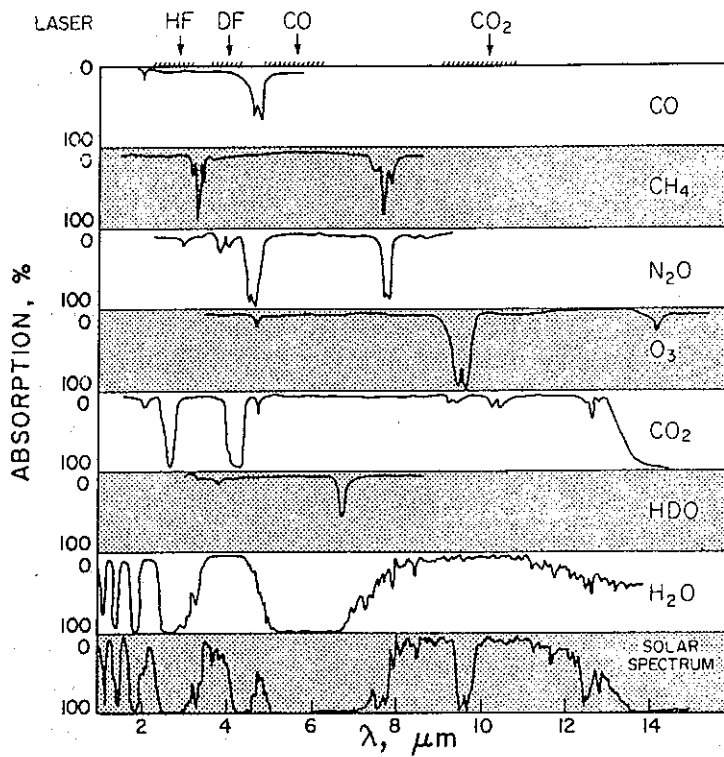 LASER HF DF CO CO₂
0
CO
100
0
CH₄
100
0
N₂O
100
0
O₃
100
0
CO₂
100
0
HDO
100
0
H₂O
100
0
SOLAR
SPECTRUM
100
2 4 6 8 10 12 14
λ, μm
ABSORPTION, %